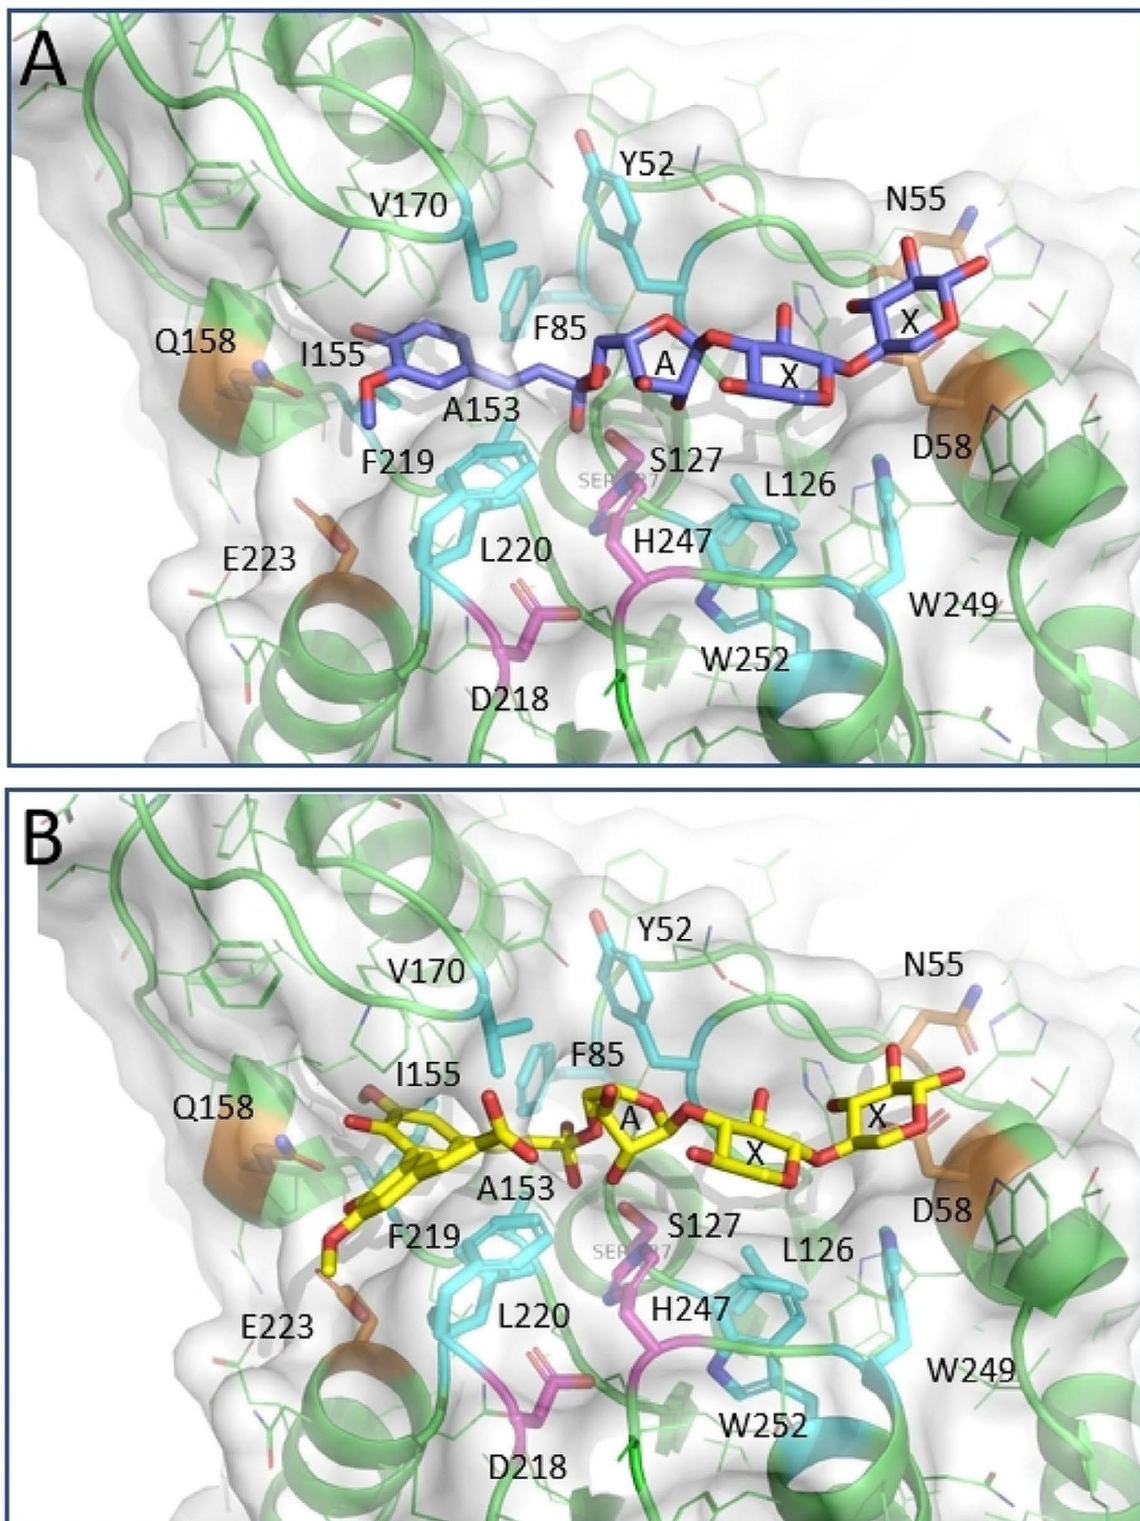 A
Y52
V170
N55
F85
X
Q158
I155
A
X
A153
D58
F219
S127
L126
L220
H247
E223
W249
W252
D218
B
Y52
V170
N55
F85
I155
Q158
A
X
X
A153
D58
F219
S127
L126
L220
H247
E223
W249
W252
D218